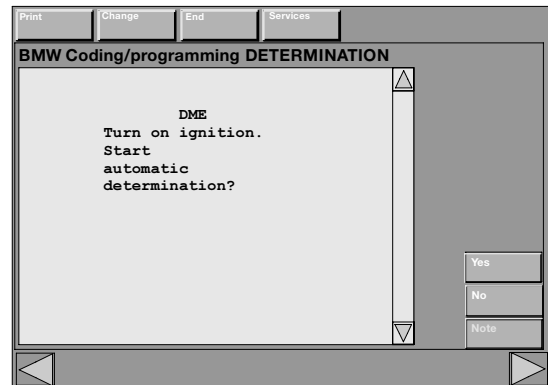 Print Change End Services
BMW Coding/programming DETERMINATION
DME
Turn on ignition.
Start
automatic
determination?
Yes
No
Note